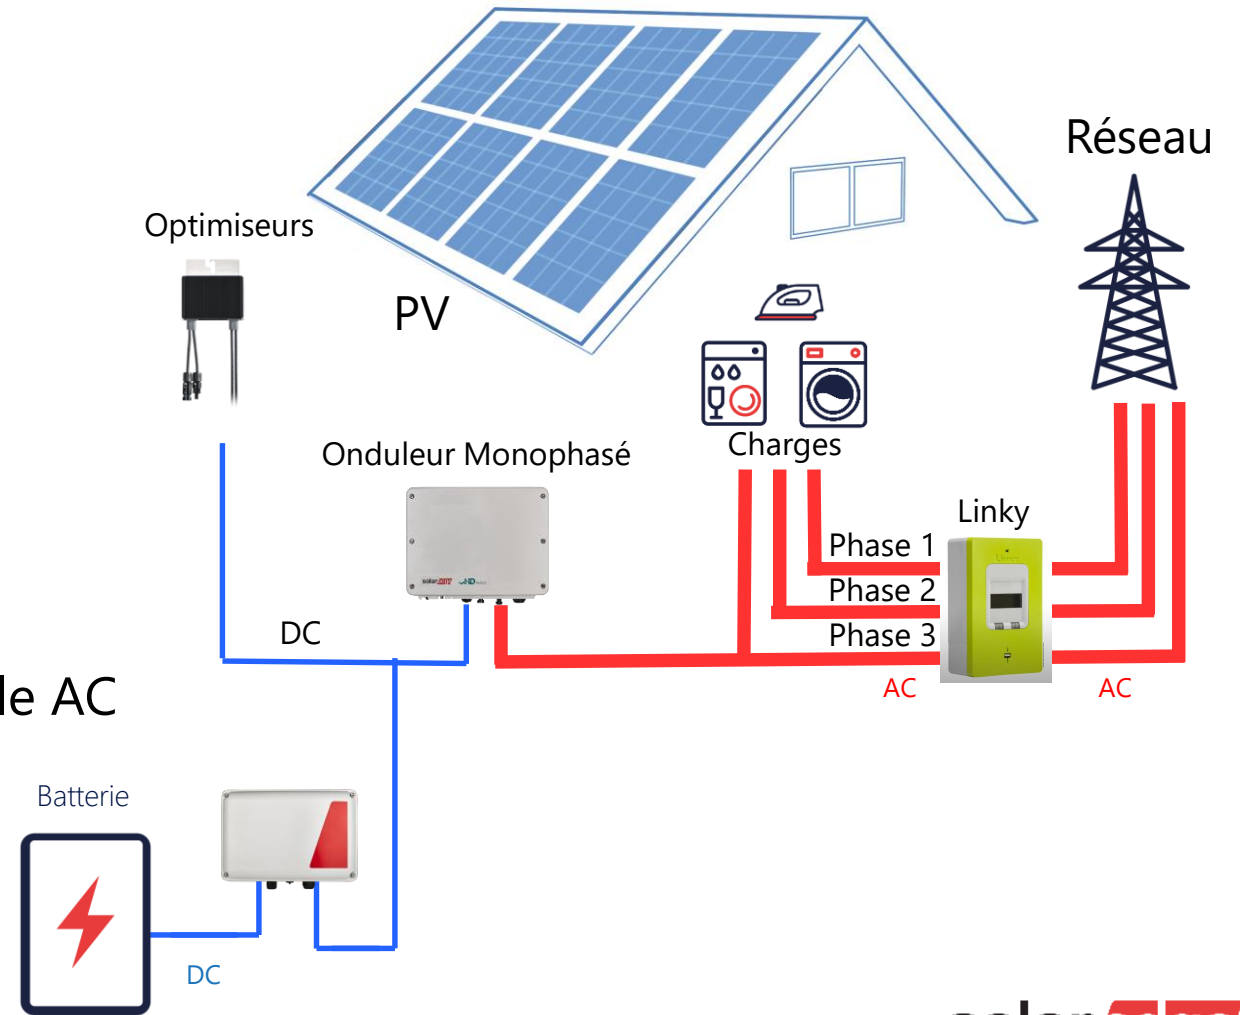 Réseau
Optimiseurs
PV
Charges
Onduleur Monophasé
Linky
Phase 1
Phase 2
Phase 3
DC
AC
AC
le AC
Batterie
DC